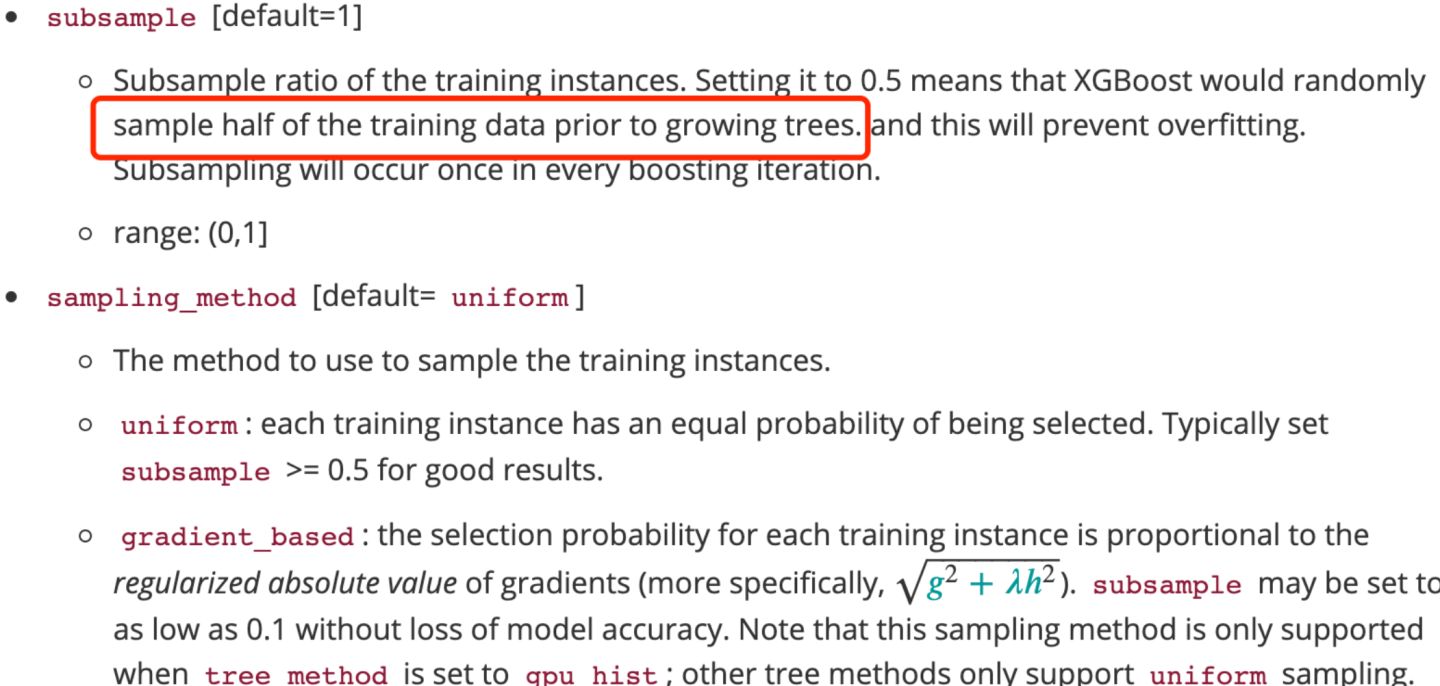 subsample [default=1]
Subsample ratio of the training instances. Setting it to 0.5 means that XGBoost would randomly
sample half of the training data prior to growing trees. and this will prevent overfitting.
Subsampling will occur once in every boosting iteration.
range: (0,1]
sampling_method [default= uniform]
The method to use to sample the training instances.
uniform: each training instance has an equal probability of being selected. Typically set
subsample >= 0.5 for good results.
gradient_based: the selection probability for each training instance is proportional to the
regularized absolute value of gradients (more specifically, √g² + λh²). subsample may be set to
as low as 0.1 without loss of model accuracy. Note that this sampling method is only supported
when tree_method is set to gpu_hist; other tree methods only support uniform sampling.